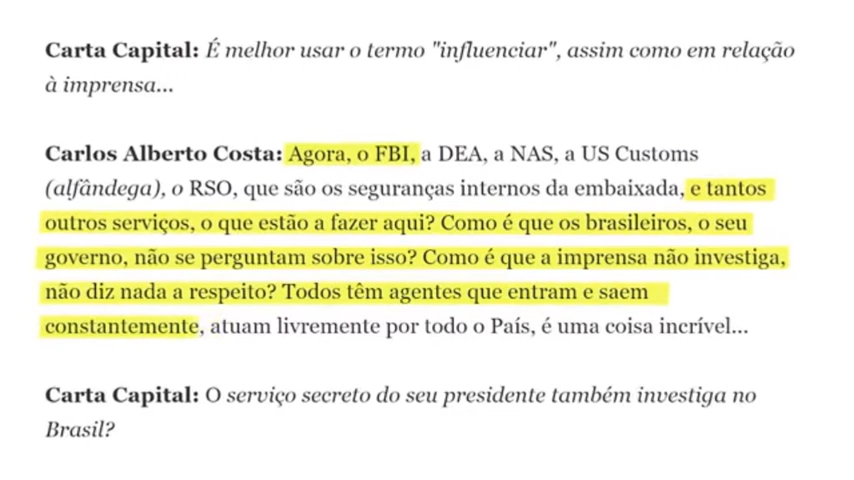 Carta Capital: É melhor usar o termo "influenciar", assim como em relação
à imprensa...
Carlos Alberto Costa: Agora, o FBI, a DEA, a NAS, a US Customs
(alfândega), o RSO, que são os seguranças internos da embaixada, e tantos
outros serviços, o que estão a fazer aqui? Como é que os brasileiros, o seu
governo, não se perguntam sobre isso? Como é que a imprensa não investiga,
não diz nada a respeito? Todos têm agentes que entram e saem
constantemente, atuam livremente por todo o País, é uma coisa incrível...
Carta Capital: O serviço secreto do seu presidente também investiga no
Brasil?